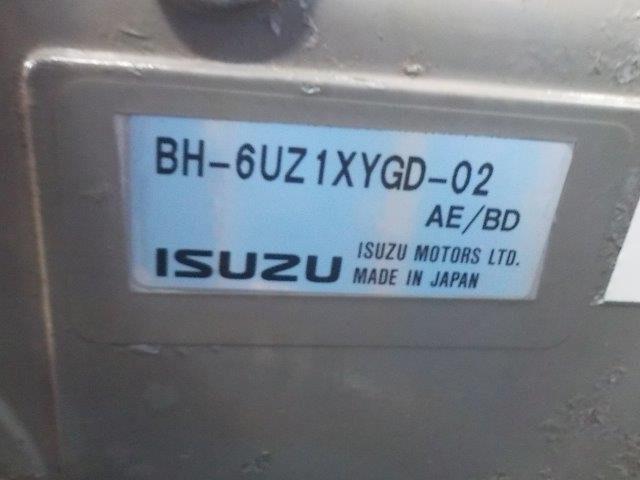 BH-6UZ1XYGD-02
AE/BD
ISUZU
ISUZU MOTORS LTD.
MADE IN JAPAN